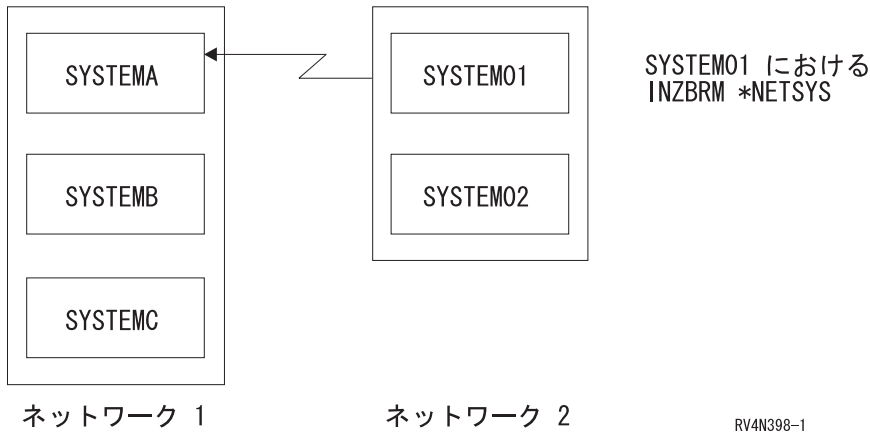 SYSTEMA
SYSTEMB
SYSTEMC
ネットワーク 1
SYSTEM01
SYSTEM02
ネットワーク 2
SYSTEM01 における
INZBRM *NETSYS
RV4N398-1